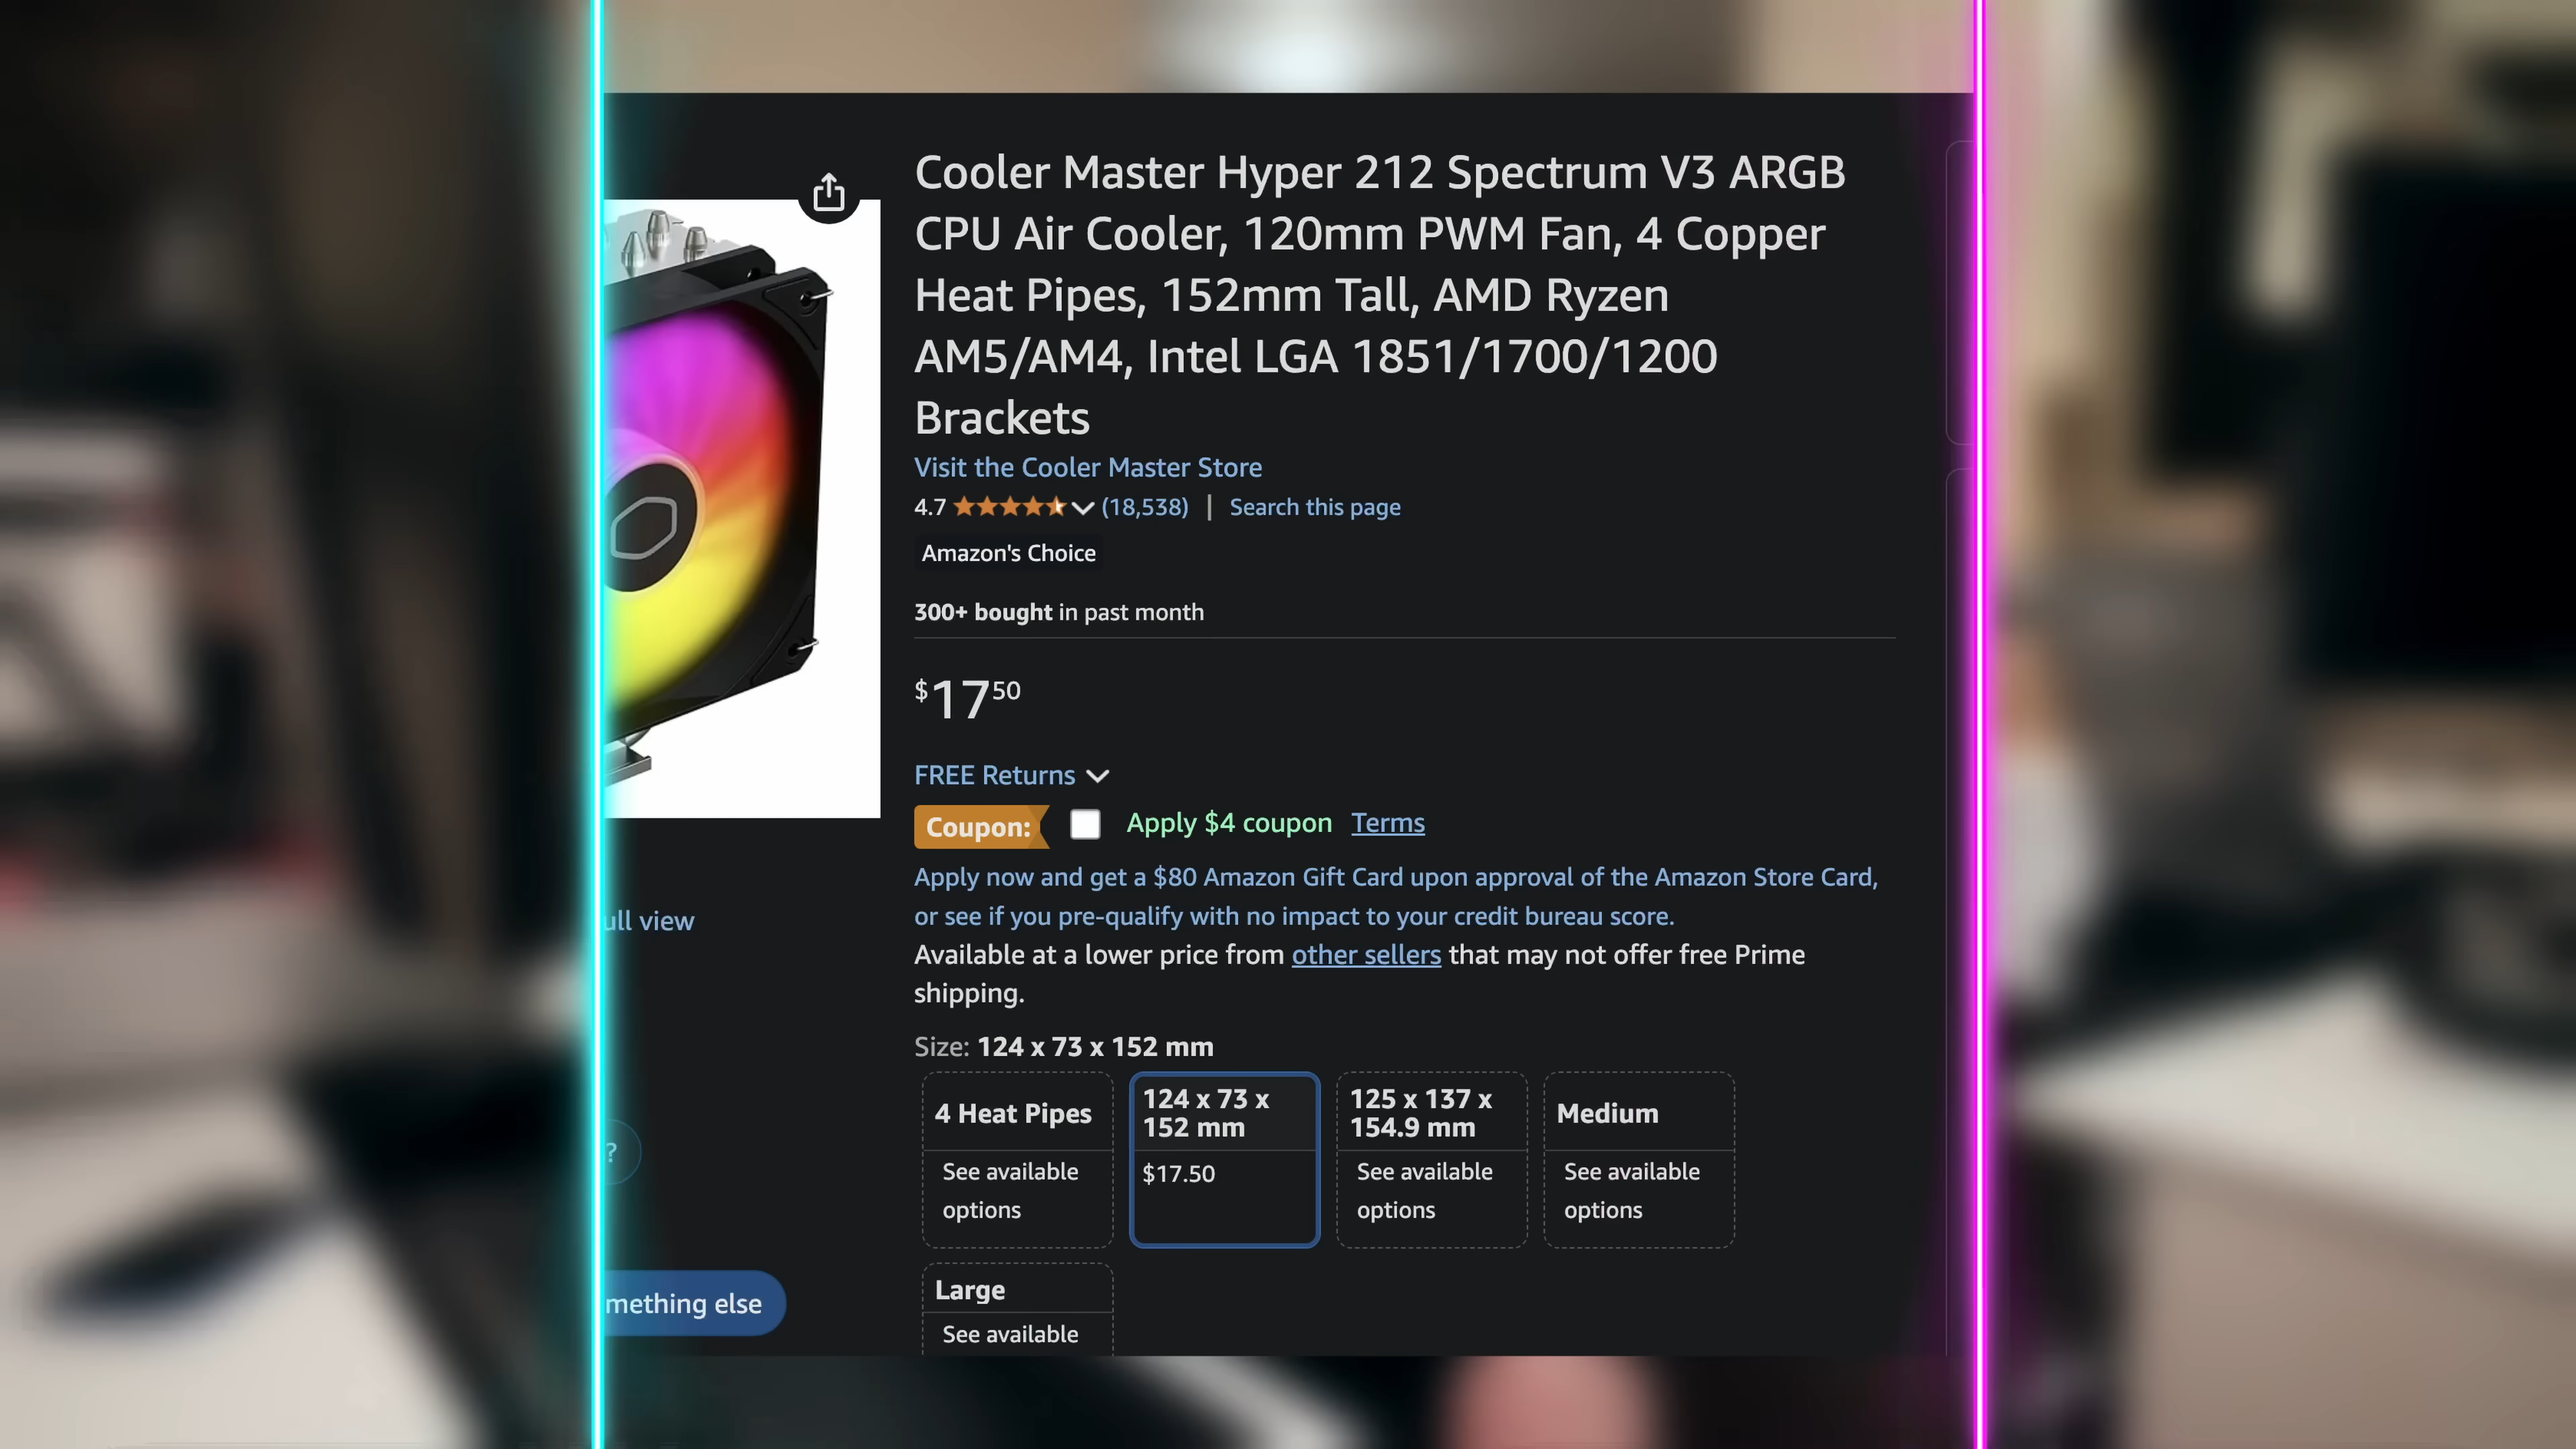 Cooler Master Hyper 212 Spectrum V3 ARGB
CPU Air Cooler, 120mm PWM Fan, 4 Copper
Heat Pipes, 152mm Tall, AMD Ryzen
AM5/AM4, Intel LGA 1851/1700/1200
Brackets
Visit the Cooler Master Store
4.7 (18,538) | Search this page
Amazon's Choice
300+ bought in past month
$17.50
FREE Returns
Coupon: Apply $4 coupon Terms
Apply now and get a $80 Amazon Gift Card upon approval of the Amazon Store Card,
or see if you pre-qualify with no impact to your credit bureau score.
ull view
Available at a lower price from other sellers that may not offer free Prime
shipping.
Size: 124 x 73 x 152 mm
4 Heat Pipes
See available
options
124 x 73 x
152 mm
$17.50
125 x 137 x
154.9 mm
See available
options
Medium
See available
options
?
mething else
Large
See available